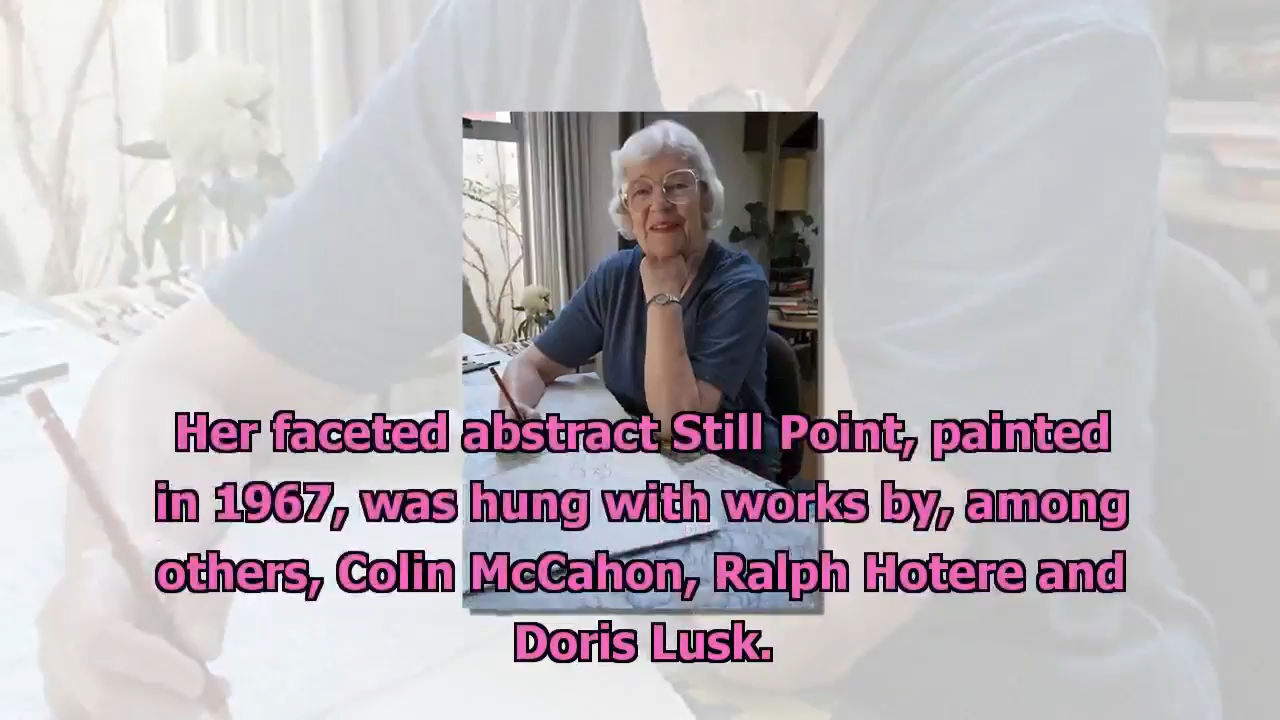 Her faceted abstract Still Point, painted
in 1967, was hung with works by, among
others, Colin McCahon, Ralph Hotere and
Doris Lusk.